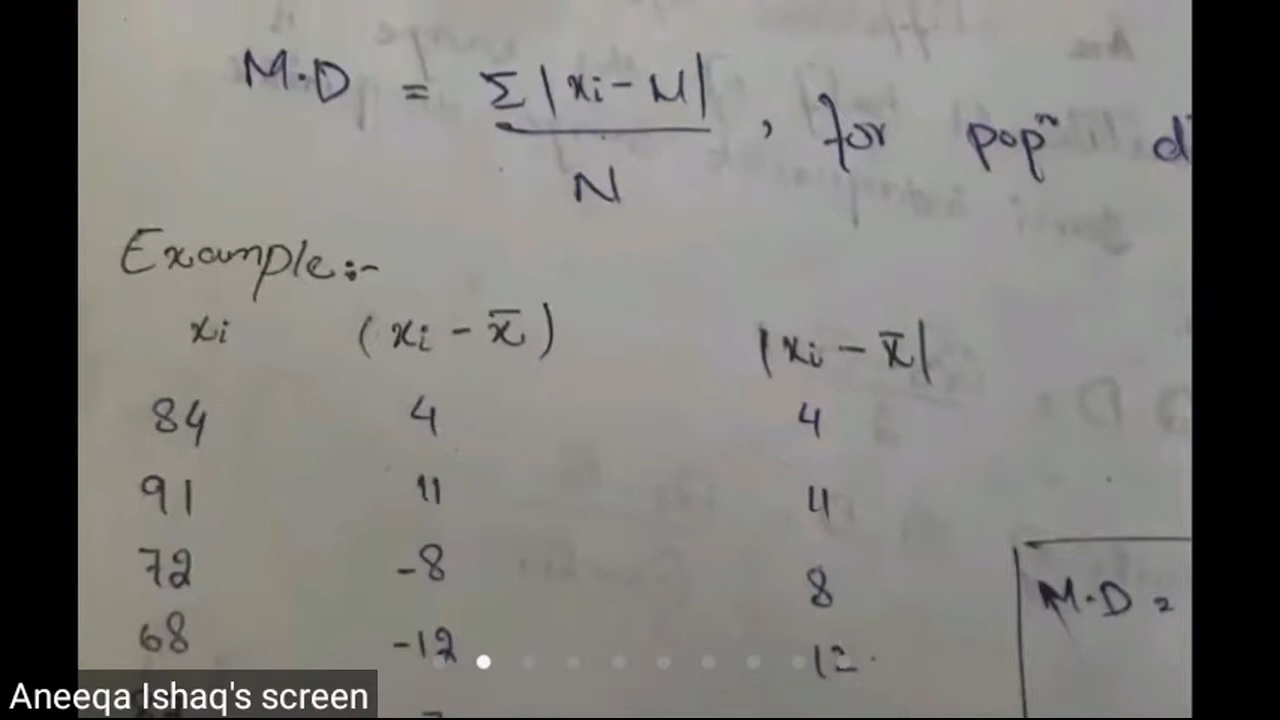 M.D = Σ|xi - M| / N , for popⁿ d
Example:-
xi (xi - x̄) |xi - x̄|
84 4 4
91 11 11
72 -8 8
M.D =
68 -12 12
Aneeqa Ishaq's screen